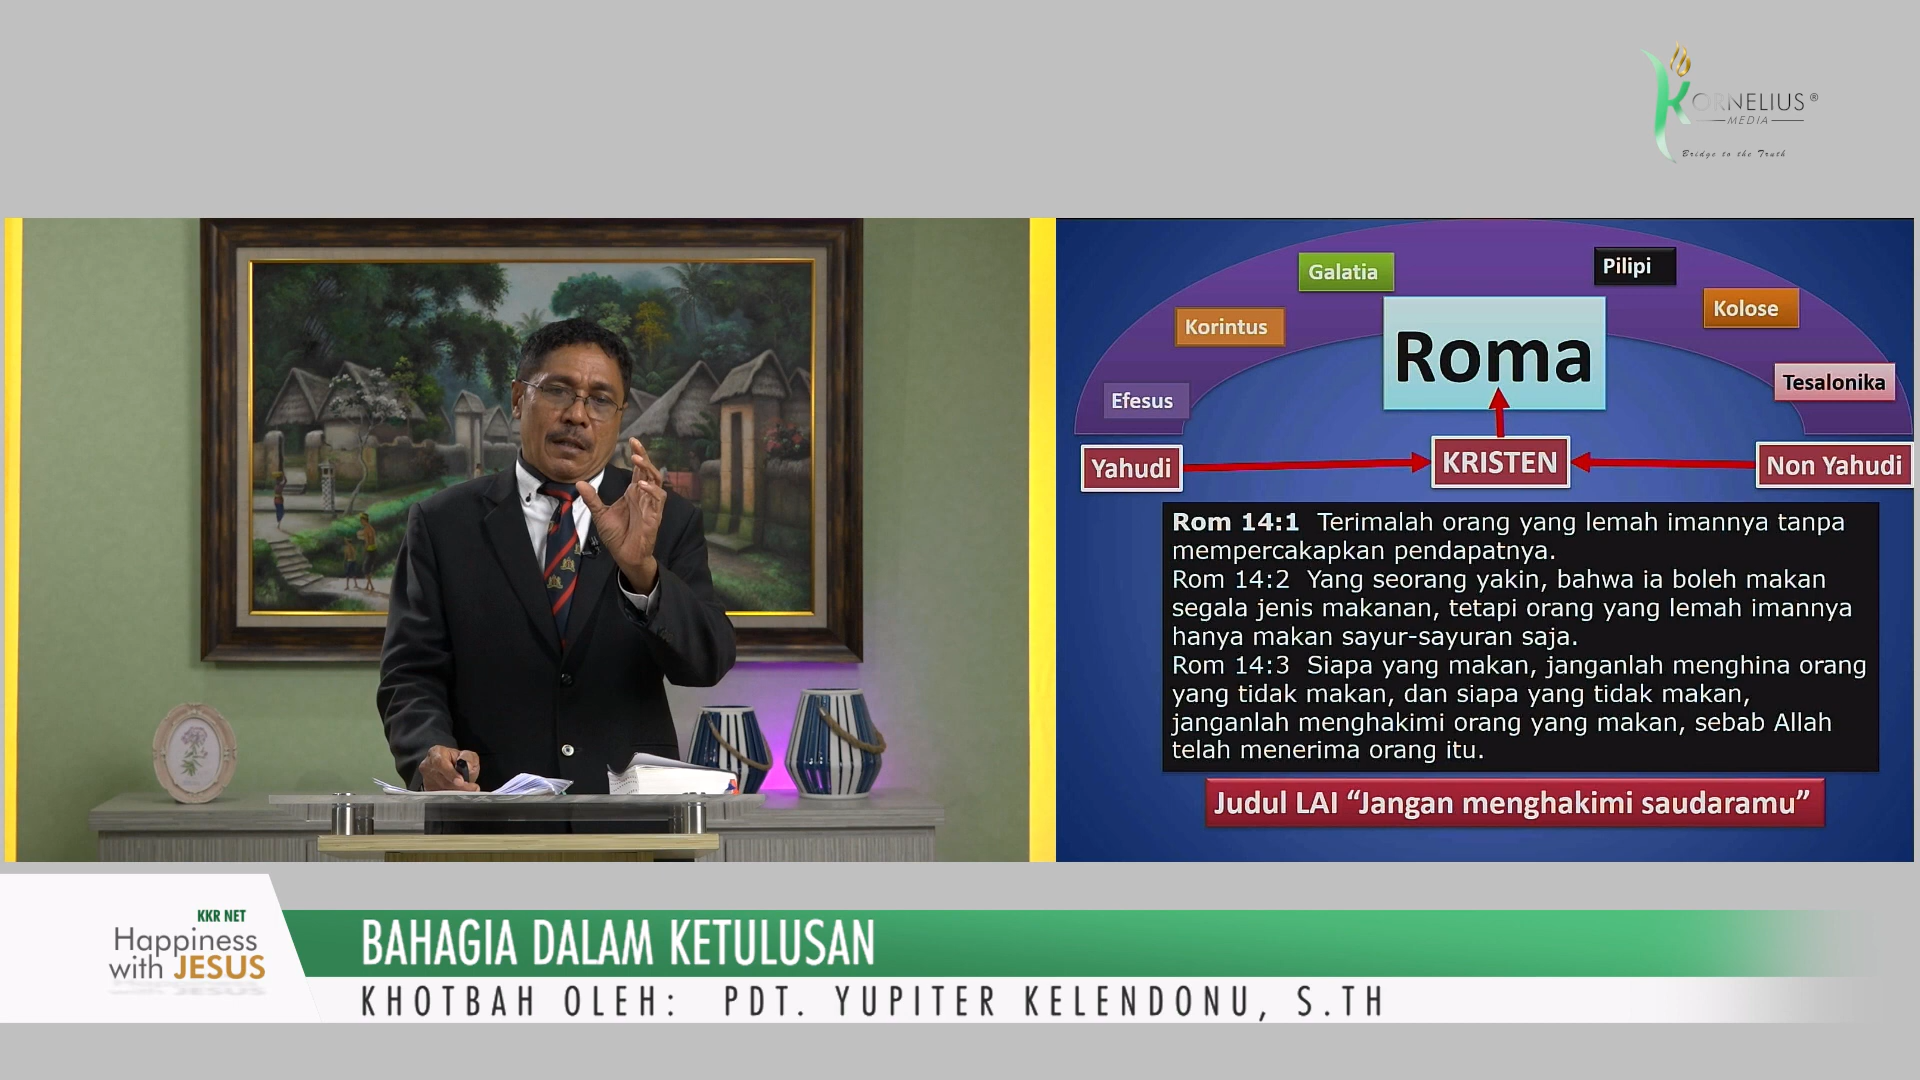 KORNELIUS®
MEDIA
Bridge to the Truth
Galatia
Pilipi
Korintus
Roma
Kolose
Efesus
Tesalonika
Yahudi
KRISTEN
Non Yahudi
Rom 14:1 Terimalah orang yang lemah imannya tanpa
mempercakapkan pendapatnya.
Rom 14:2 Yang seorang yakin, bahwa ia boleh makan
segala jenis makanan, tetapi orang yang lemah imannya
hanya makan sayur-sayuran saja.
Rom 14:3 Siapa yang makan, janganlah menghina orang
yang tidak makan, dan siapa yang tidak makan,
janganlah menghakimi orang yang makan, sebab Allah
telah menerima orang itu.
Judul LAI “Jangan menghakimi saudaramu”
KKR NET
Happiness
with JESUS
BAHAGIA DALAM KETULUSAN
KHOTBAH OLEH: PDT. YUPITER KELENDONU, S.TH